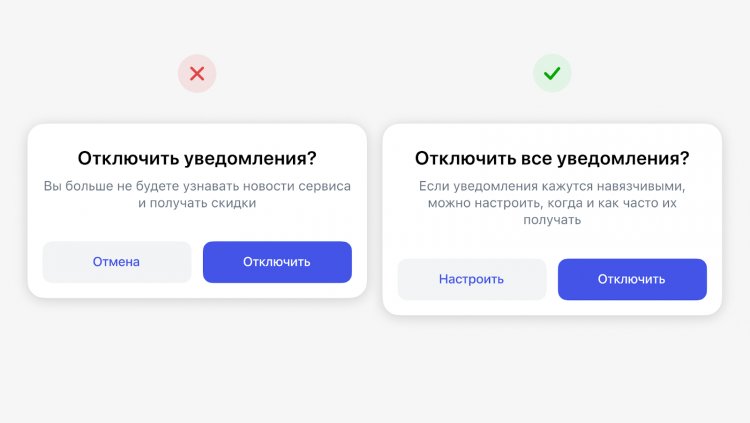 Отключить уведомления?
Вы больше не будете узнавать новости сервиса
и получать скидки
Отмена
Отключить
Отключить все уведомления?
Если уведомления кажутся навязчивыми,
можно настроить, когда и как часто их
получать
Настроить
Отключить